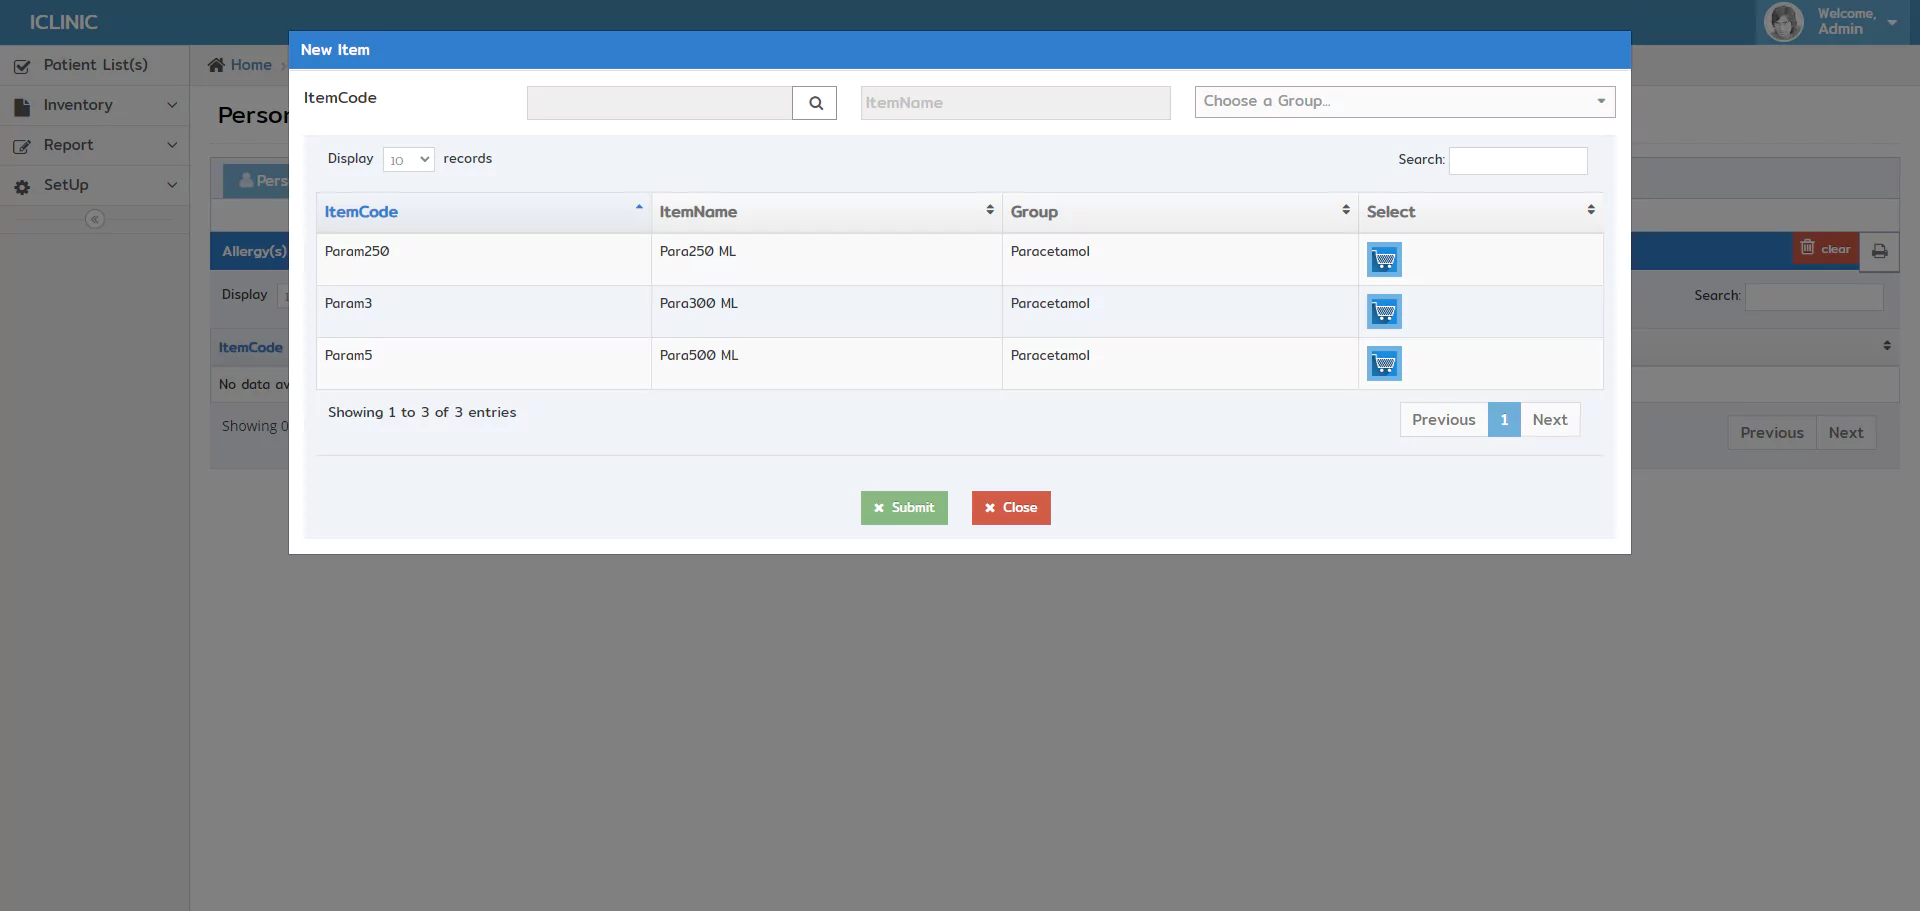 ICLINIC
Welcome,
Admin
Patient List(s)
Inventory
Report
SetUp
Home
New Item
ItemCode
ItemName
Choose a Group...
Display 10 records
Search:
ItemCode ItemName Group Select
Param250 Para250 ML Paracetamol
Param3 Para300 ML Paracetamol
Param5 Para500 ML Paracetamol
Showing 1 to 3 of 3 entries
Previous 1 Next
Submit Close
Allergy(s)
clear
Display
Search:
ItemCode
No data
Showing 0
Previous Next